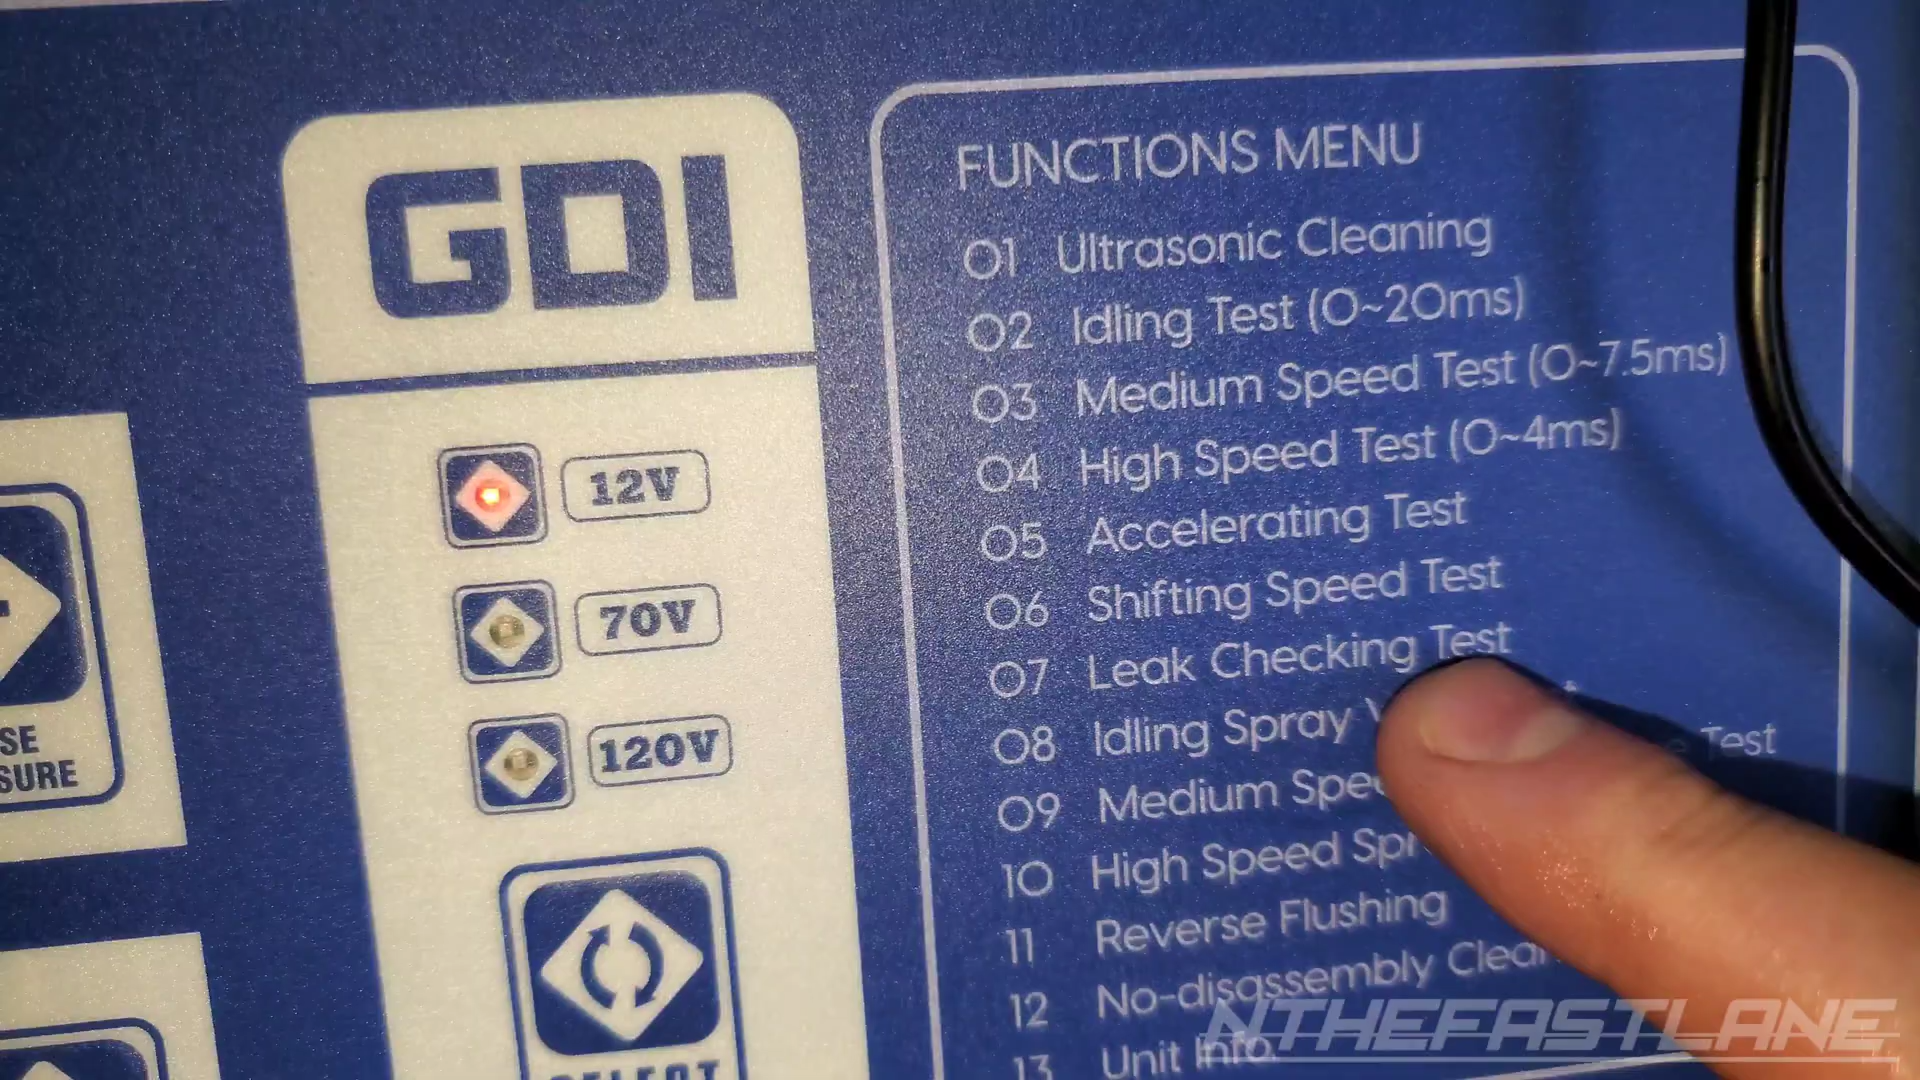 GDI
12V
70V
120V
SE
SURE
FUNCTIONS MENU
01 Ultrasonic Cleaning
02 Idling Test (0~20ms)
03 Medium Speed Test (0~7.5ms)
04 High Speed Test (0~4ms)
05 Accelerating Test
06 Shifting Speed Test
07 Leak Checking Test
08 Idling Spray
09 Medium Test
10 High Speed
11 Reverse Flushing
12 No-disassembly
13 Unit Info.
SELECT
NTHEFASTLANE